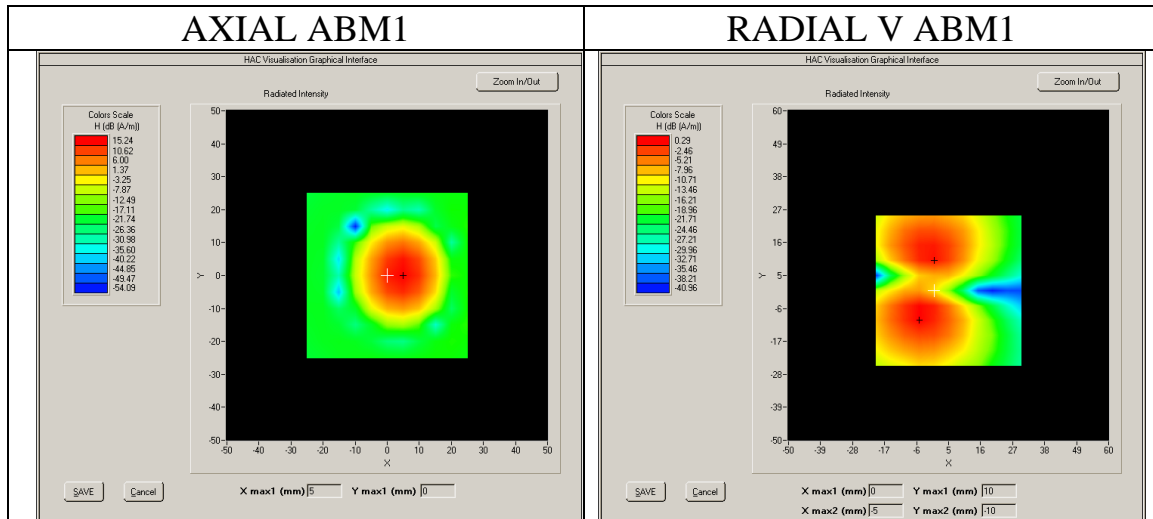 AXIAL ABM1
HAC Visualisation Graphical Interface
Zoom In/Out
Radiated Intensity
Colors Scale
H (dB (A/m))
15.24
10.62
6.00
1.37
-3.25
-7.87
-12.49
-17.11
-21.74
-26.36
-30.98
-35.60
-40.22
-44.85
-49.47
-54.09
50-
40-
30-
20-
10-
Y 0-
-10-
-20-
-30-
-40-
-50-
-50 -40 -30 -20 -10 0 10 20 30 40 50
X
SAVE Cancel X max1 (mm) 5 Y max1 (mm) 0
RADIAL V ABM1
HAC Visualisation Graphical Interface
Zoom In/Out
Radiated Intensity
Colors Scale
H (dB (A/m))
0.29
-2.46
-5.21
-7.96
-10.71
-13.46
-16.21
-18.96
-21.71
-24.46
-27.21
-29.96
-32.71
-35.46
-38.21
-40.96
60-
49-
38-
27-
16-
Y 5-
-6-
-17-
-28-
-39-
-50-
-50 -39 -28 -17 -6 5 16 27 38 49 60
X
SAVE Cancel X max1 (mm) 0 Y max1 (mm) 10
X max2 (mm) -5 Y max2 (mm) -10